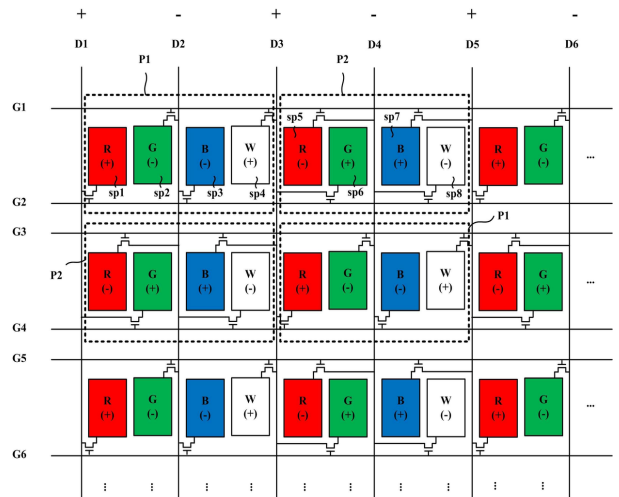 + - + - + -
D1 D2 D3 D4 D5 D6
P1 P2
G1
sp5 sp7
R G B W R G B W R G
(+) (-) (-) (+) (-) (+) (+) (-) (+) (-) ...
sp1 sp2 sp3 sp4 sp6 sp8
G2
P1
G3
R G B W R G B W R G
(-) (+) (+) (-) (+) (-) (-) (+) (-) (+) ...
P2
G4
G5
R G B W R G B W R G
(+) (-) (-) (+) (-) (+) (+) (-) (+) (-) ...
G6